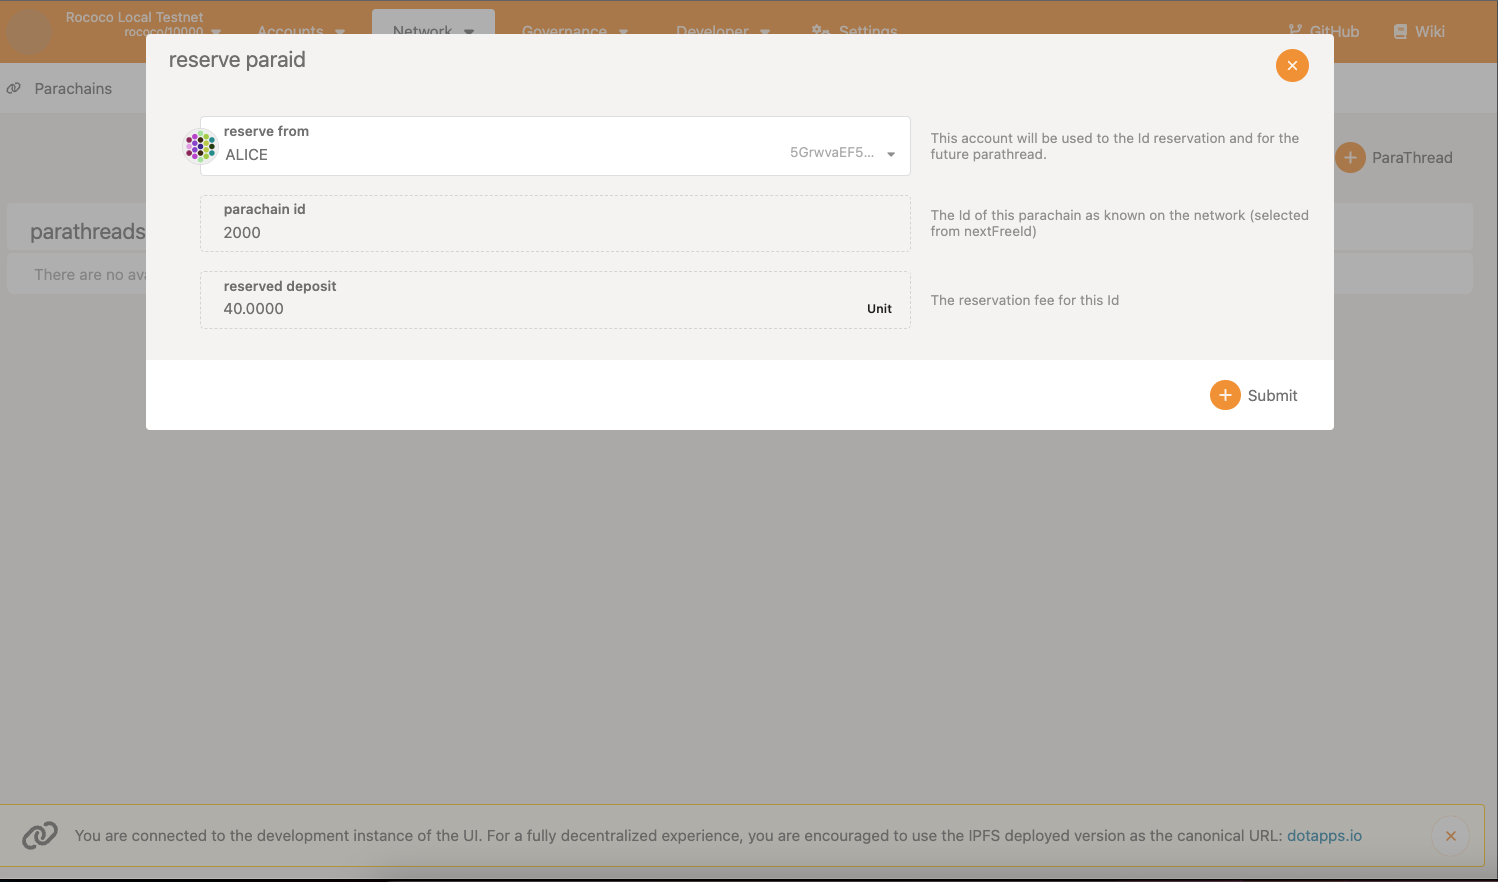 Rococo Local Testnet
rococo/10000
Accounts
Network
Governance
Developer
Settings
GitHub
Wiki
reserve paraid
Parachains
reserve from
ALICE
5GrwvaEF5...
This account will be used to the Id reservation and for the
future parathread.
ParaThread
parachain id
2000
The Id of this parachain as known on the network (selected
from nextFreeId)
parathreads
There are no ava
reserved deposit
40.0000
Unit
The reservation fee for this Id
Submit
You are connected to the development instance of the UI. For a fully decentralized experience, you are encouraged to use the IPFS deployed version as the canonical URL: dotapps.io